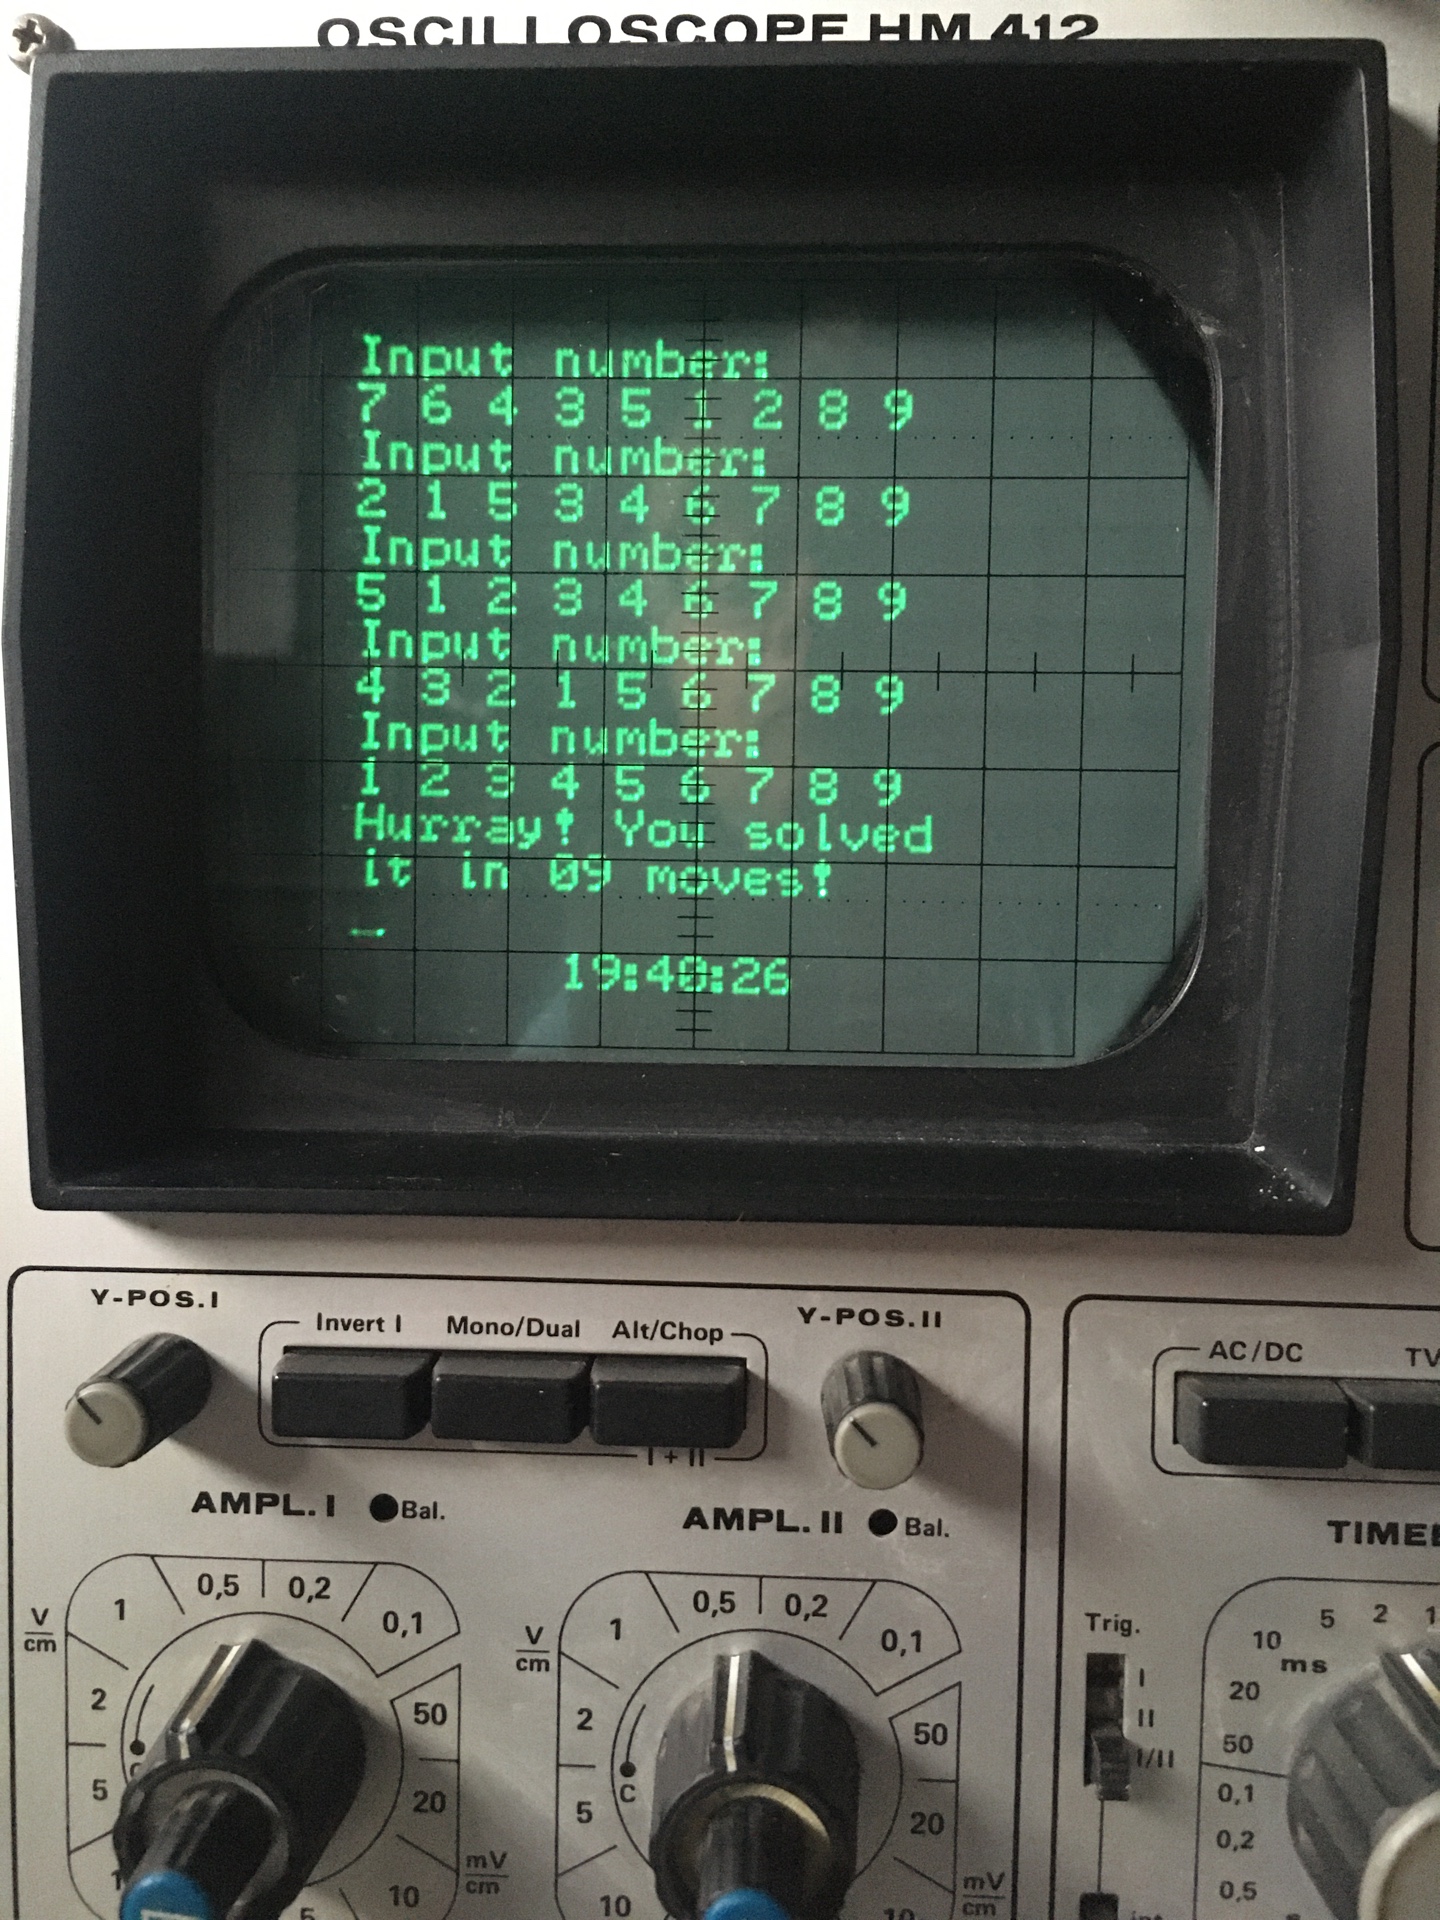 OSCILLOSCOPE HM 412
Input number:
7 6 4 3 5 1 2 8 9
Input number:
2 1 5 3 4 6 7 8 9
Input number:
5 1 2 3 4 6 7 8 9
Input number:
4 3 2 1 5 6 7 8 9
Input number:
1 2 3 4 5 6 7 8 9
Hurray! You solved
it in 09 moves!
_
19:40:26
Y-POS.I
Invert I
Mono/Dual
Alt/Chop
I + II
Y-POS.II
AC/DC
TV
AMPL.I
Bal.
AMPL.II
Bal.
V/cm
1
0,5
0,2
0,1
2
50
5
20
C
mV/cm
10
5
V/cm
1
0,5
0,2
0,1
2
50
5
20
C
mV/cm
10
10
Trig.
I
II
I/II
5
2
1
10
ms
20
50
0,1
0,2
0,5
s